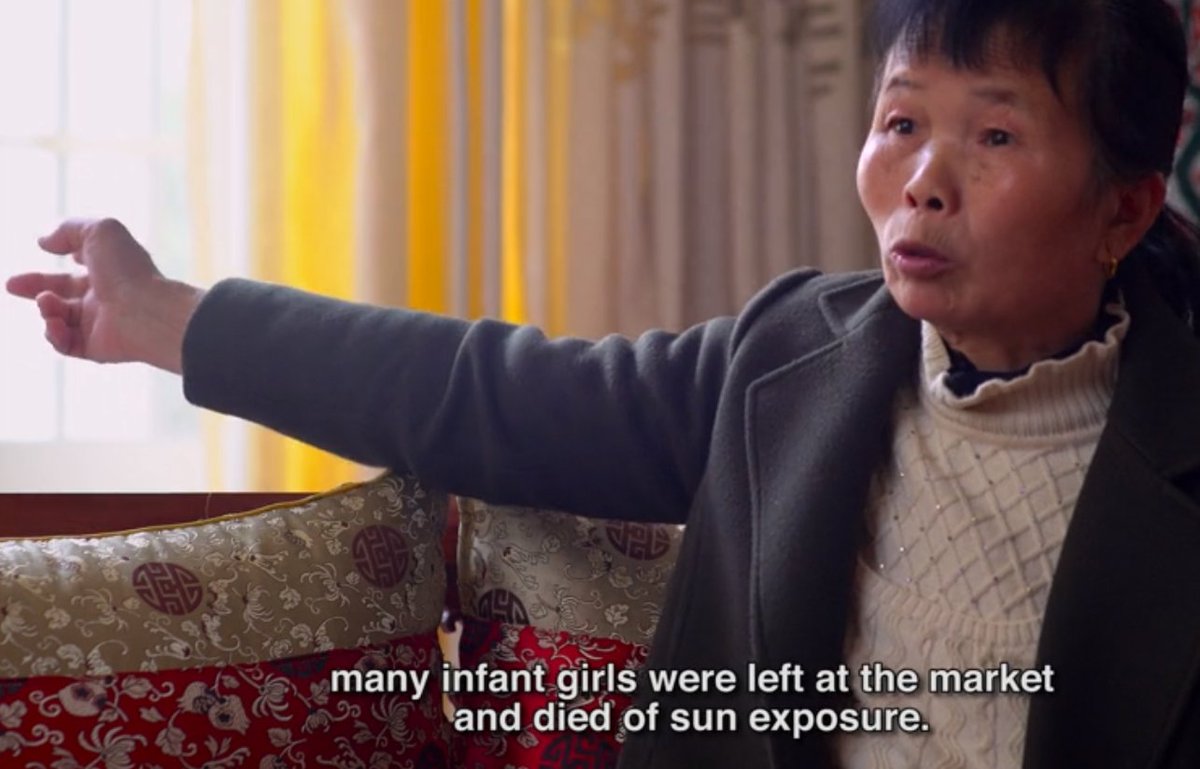 many infant girls were left at the market
and died of sun exposure.